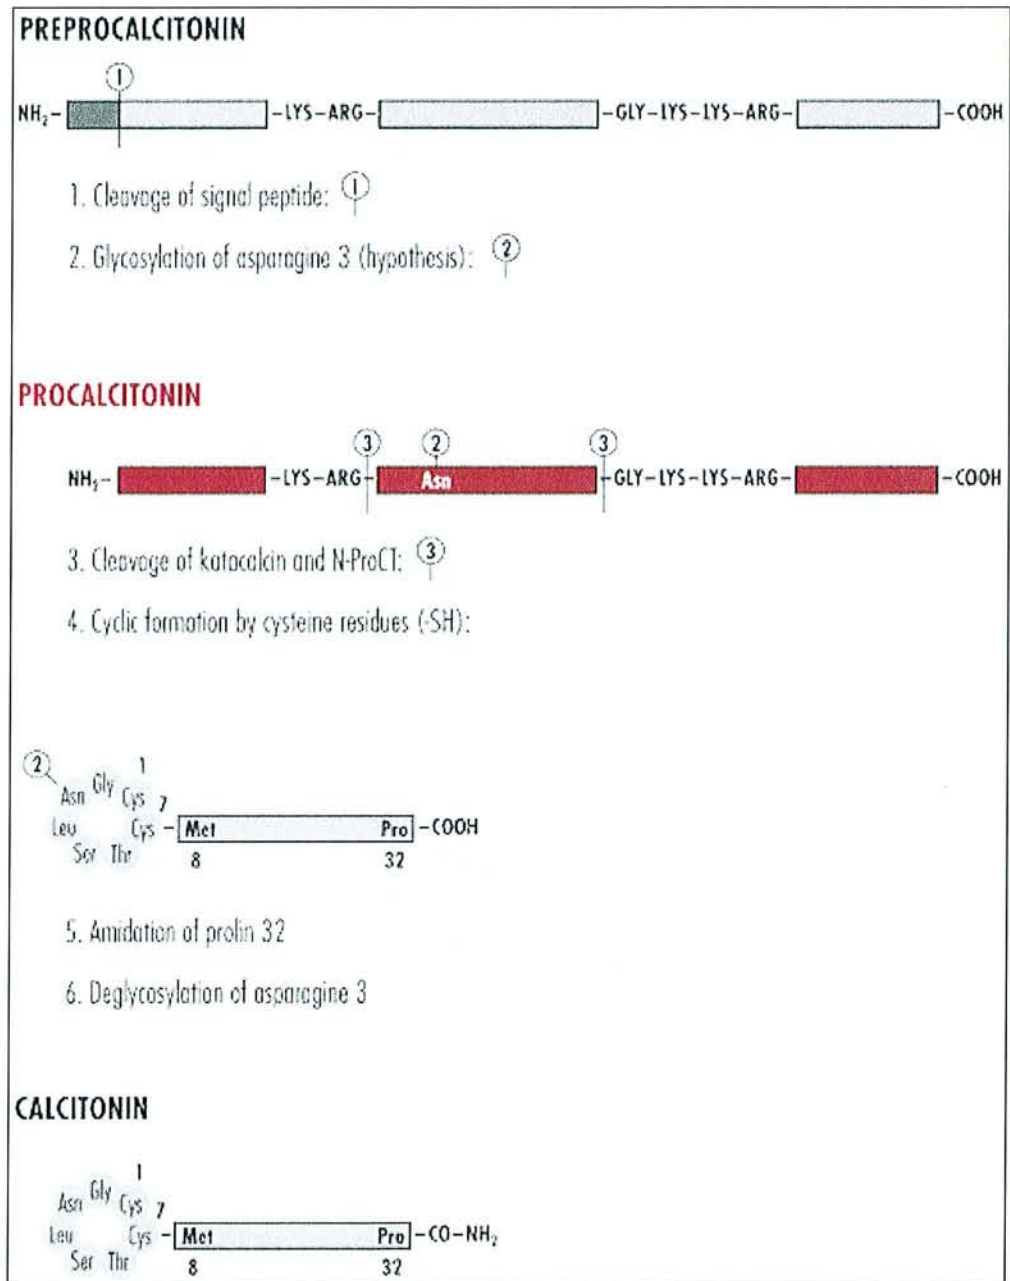 PREPROCALCITONIN
1
NH₂- -LYS-ARG- -GLY-LYS-LYS-ARG- -COOH
1. Cleavage of signal peptide: 1
2. Glycosylation of asparagine 3 (hypothesis): 2
PROCALCITONIN
3 2 3
NH₂- -LYS-ARG- Asn -GLY-LYS-LYS-ARG- -COOH
3. Cleavage of katacalcin and N-ProCT: 3
4. Cyclic formation by cysteine residues (-SH):
2 1
Asn Gly Cys 7
Leu Cys - Met Pro -COOH
Ser Thr 8 32
5. Amidation of prolin 32
6. Deglycosylation of asparagine 3
CALCITONIN
1
Asn Gly Cys 7
Leu Cys - Met Pro -CO-NH₂
Ser Thr 8 32